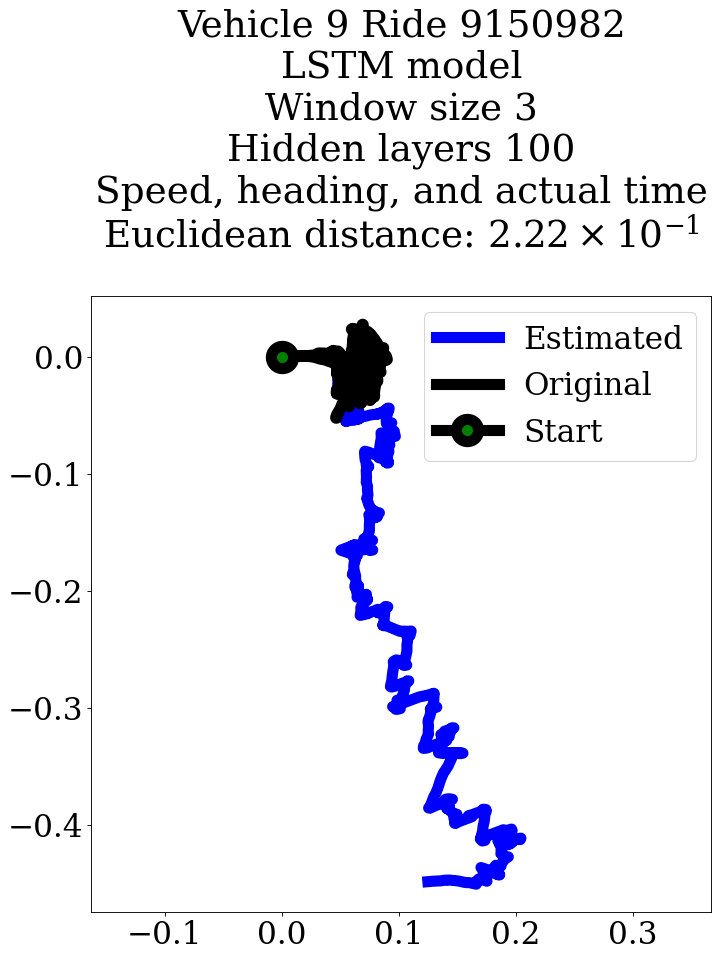 Vehicle 9 Ride 9150982
LSTM model
Window size 3
Hidden layers 100
Speed, heading, and actual time
Euclidean distance: 2.22 × 10⁻¹
Estimated
Original
Start
0.0
−0.1
−0.2
−0.3
−0.4
−0.1 0.0 0.1 0.2 0.3